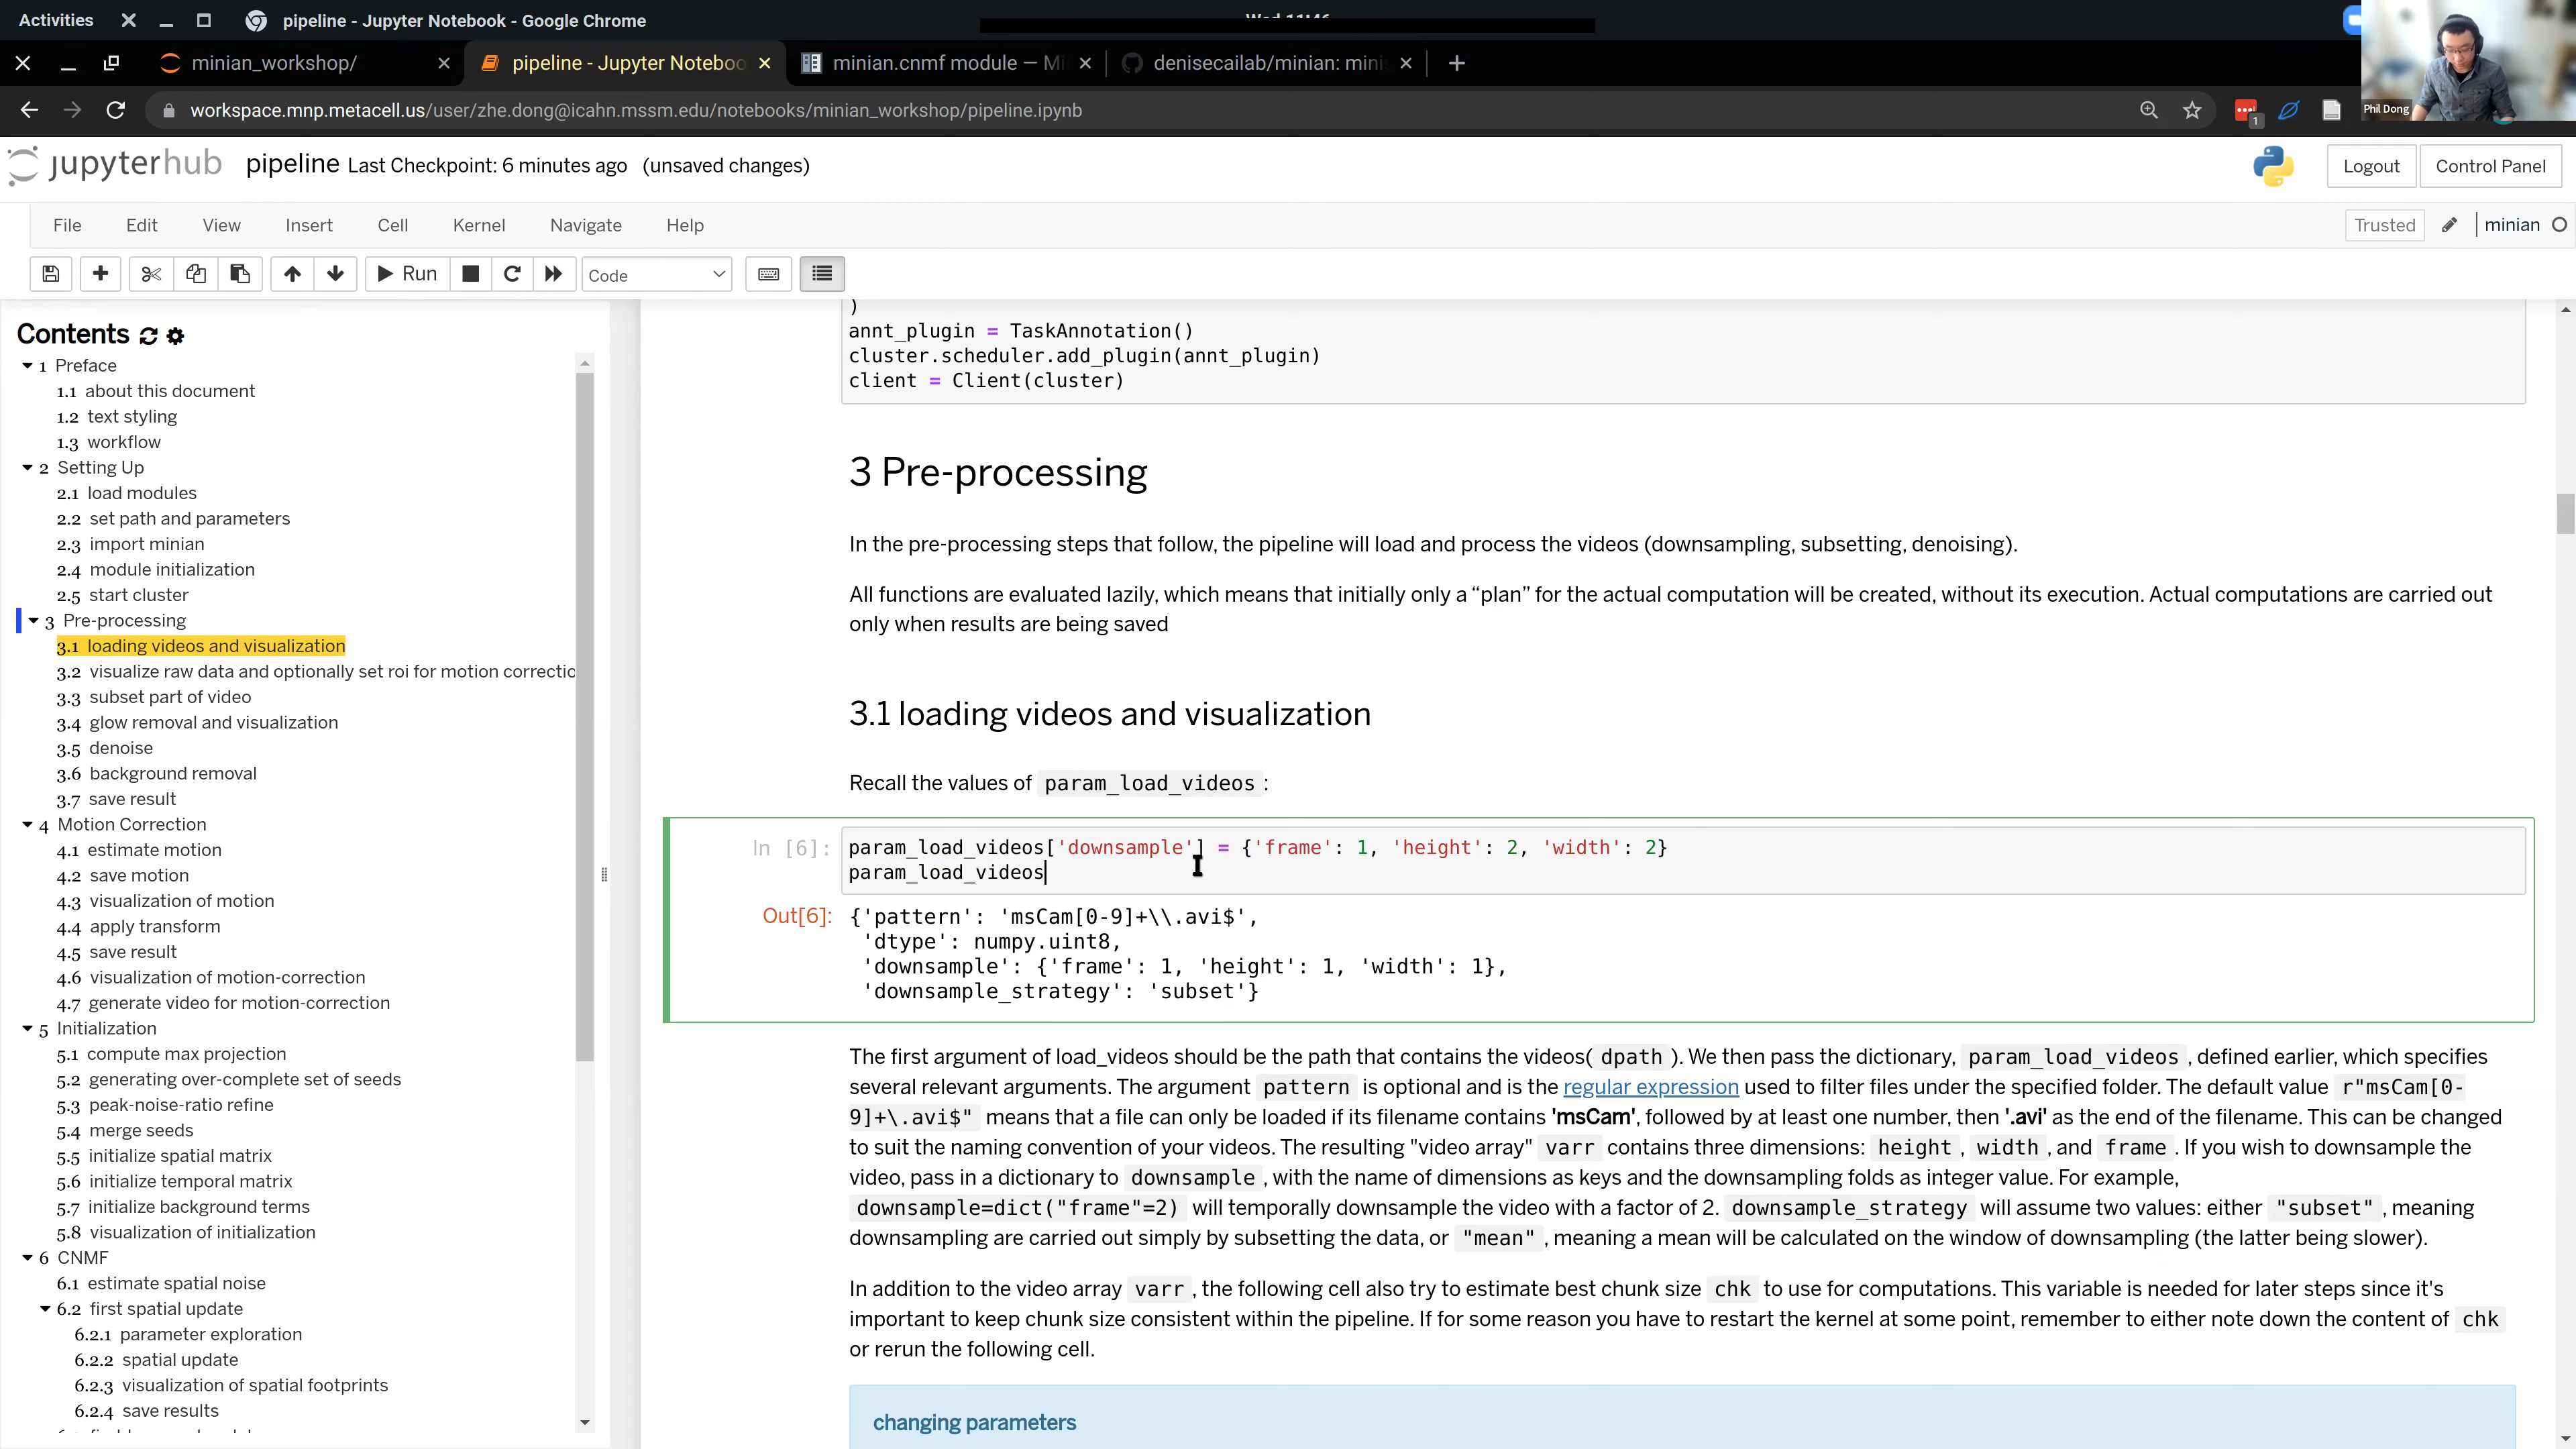 Activities
pipeline - Jupyter Notebook - Google Chrome
minian_workshop/
pipeline - Jupyter Noteboo
minian.cnmf module — Mi
denisecailab/minian: mini
workspace.mnp.metacell.us/user/zhe.dong@icahn.mssm.edu/notebooks/minian_workshop/pipeline.ipynb
1
Phil Dong
jupyterhub pipeline Last Checkpoint: 6 minutes ago (unsaved changes)
Logout
Control Panel
File Edit View Insert Cell Kernel Navigate Help
Trusted
minian
Run
Code
Contents
1 Preface
1.1 about this document
1.2 text styling
1.3 workflow
2 Setting Up
2.1 load modules
2.2 set path and parameters
2.3 import minian
2.4 module initialization
2.5 start cluster
3 Pre-processing
3.1 loading videos and visualization
3.2 visualize raw data and optionally set roi for motion correctio
3.3 subset part of video
3.4 glow removal and visualization
3.5 denoise
3.6 background removal
3.7 save result
4 Motion Correction
4.1 estimate motion
4.2 save motion
4.3 visualization of motion
4.4 apply transform
4.5 save result
4.6 visualization of motion-correction
4.7 generate video for motion-correction
5 Initialization
5.1 compute max projection
5.2 generating over-complete set of seeds
5.3 peak-noise-ratio refine
5.4 merge seeds
5.5 initialize spatial matrix
5.6 initialize temporal matrix
5.7 initialize background terms
5.8 visualization of initialization
6 CNMF
6.1 estimate spatial noise
6.2 first spatial update
6.2.1 parameter exploration
6.2.2 spatial update
6.2.3 visualization of spatial footprints
6.2.4 save results
)
annt_plugin = TaskAnnotation()
cluster.scheduler.add_plugin(annt_plugin)
client = Client(cluster)
3 Pre-processing
In the pre-processing steps that follow, the pipeline will load and process the videos (downsampling, subsetting, denoising).
All functions are evaluated lazily, which means that initially only a “plan” for the actual computation will be created, without its execution. Actual computations are carried out
only when results are being saved
3.1 loading videos and visualization
Recall the values of param_load_videos :
In [6]: param_load_videos['downsample'] = {'frame': 1, 'height': 2, 'width': 2}
param_load_videos
Out[6]: {'pattern': 'msCam[0-9]+\\.avi$',
'dtype': numpy.uint8,
'downsample': {'frame': 1, 'height': 1, 'width': 1},
'downsample_strategy': 'subset'}
The first argument of load_videos should be the path that contains the videos( dpath ). We then pass the dictionary, param_load_videos , defined earlier, which specifies
several relevant arguments. The argument pattern is optional and is the regular expression used to filter files under the specified folder. The default value r"msCam[0-
9]+\.avi$" means that a file can only be loaded if its filename contains 'msCam', followed by at least one number, then '.avi' as the end of the filename. This can be changed
to suit the naming convention of your videos. The resulting "video array" varr contains three dimensions: height , width , and frame . If you wish to downsample the
video, pass in a dictionary to downsample , with the name of dimensions as keys and the downsampling folds as integer value. For example,
downsample=dict("frame"=2) will temporally downsample the video with a factor of 2. downsample_strategy will assume two values: either "subset" , meaning
downsampling are carried out simply by subsetting the data, or "mean" , meaning a mean will be calculated on the window of downsampling (the latter being slower).
In addition to the video array varr , the following cell also try to estimate best chunk size chk to use for computations. This variable is needed for later steps since it's
important to keep chunk size consistent within the pipeline. If for some reason you have to restart the kernel at some point, remember to either note down the content of chk
or rerun the following cell.
changing parameters